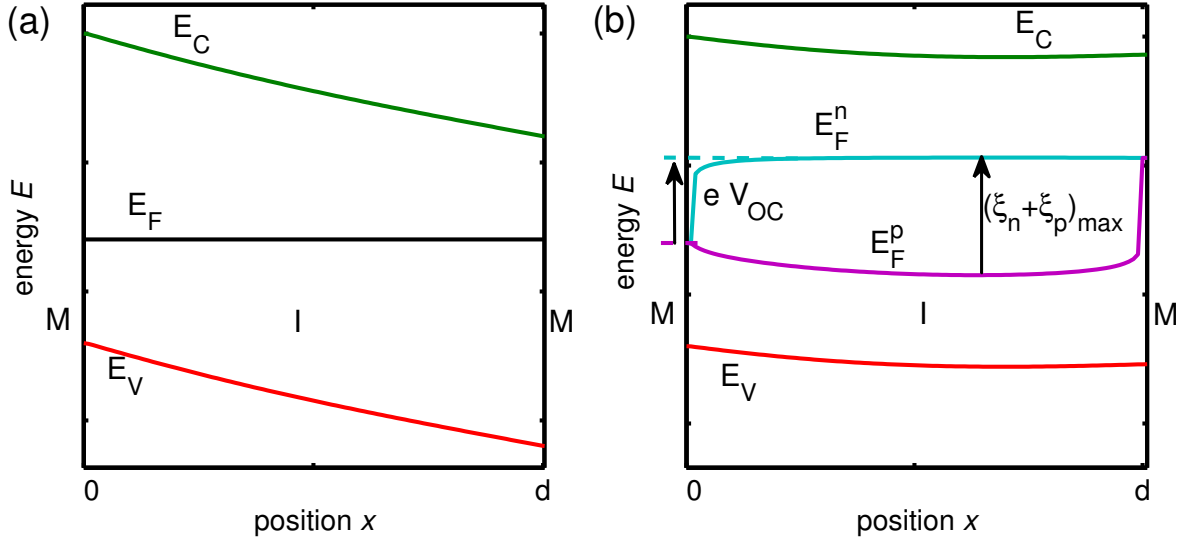 (a)
E_C
E_F
M
I
M
E_V
energy E
0
d
position x
(b)
E_C
E_F^n
e V_OC
(ξ_n+ξ_p)_max
E_F^p
M
I
M
E_V
energy E
0
d
position x